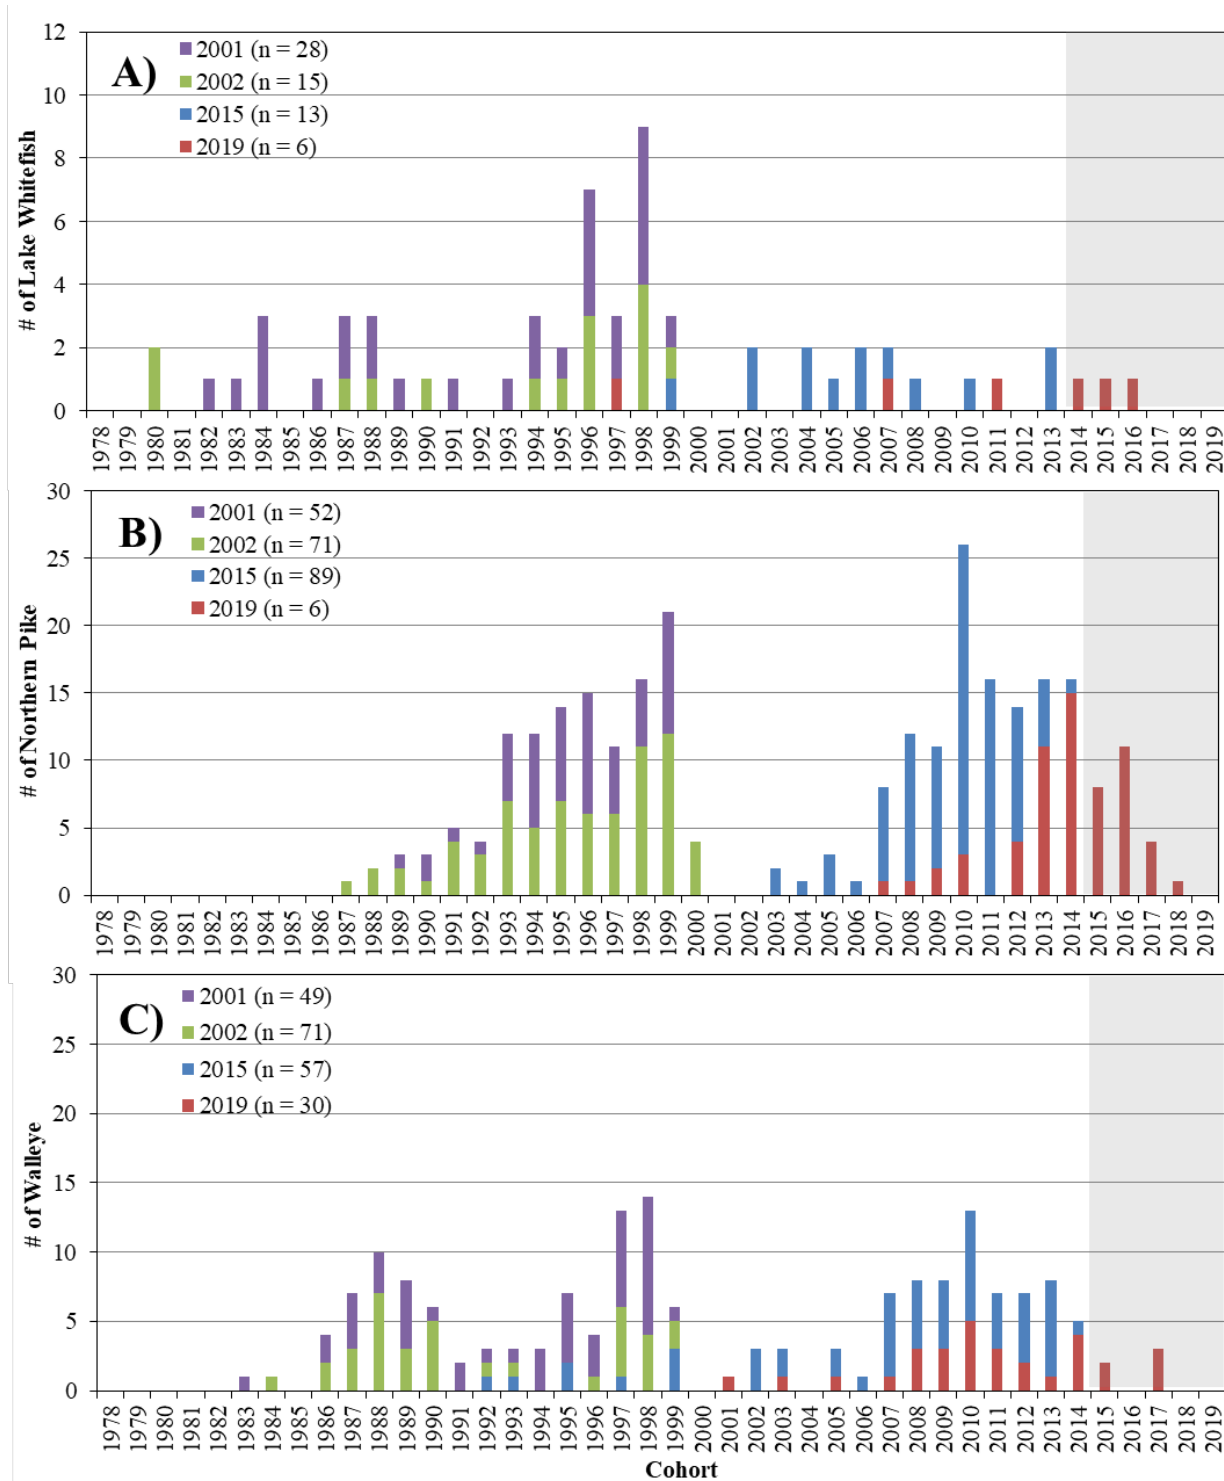 A)
2001 (n = 28)
2002 (n = 15)
2015 (n = 13)
2019 (n = 6)
# of Lake Whitefish
12
10
8
6
4
2
0
1978 1979 1980 1981 1982 1983 1984 1985 1986 1987 1988 1989 1990 1991 1992 1993 1994 1995 1996 1997 1998 1999 2000 2001 2002 2003 2004 2005 2006 2007 2008 2009 2010 2011 2012 2013 2014 2015 2016 2017 2018 2019
B)
2001 (n = 52)
2002 (n = 71)
2015 (n = 89)
2019 (n = 6)
# of Northern Pike
30
25
20
15
10
5
0
1978 1979 1980 1981 1982 1983 1984 1985 1986 1987 1988 1989 1990 1991 1992 1993 1994 1995 1996 1997 1998 1999 2000 2001 2002 2003 2004 2005 2006 2007 2008 2009 2010 2011 2012 2013 2014 2015 2016 2017 2018 2019
C)
2001 (n = 49)
2002 (n = 71)
2015 (n = 57)
2019 (n = 30)
# of Walleye
30
25
20
15
10
5
0
1978 1979 1980 1981 1982 1983 1984 1985 1986 1987 1988 1989 1990 1991 1992 1993 1994 1995 1996 1997 1998 1999 2000 2001 2002 2003 2004 2005 2006 2007 2008 2009 2010 2011 2012 2013 2014 2015 2016 2017 2018 2019
Cohort